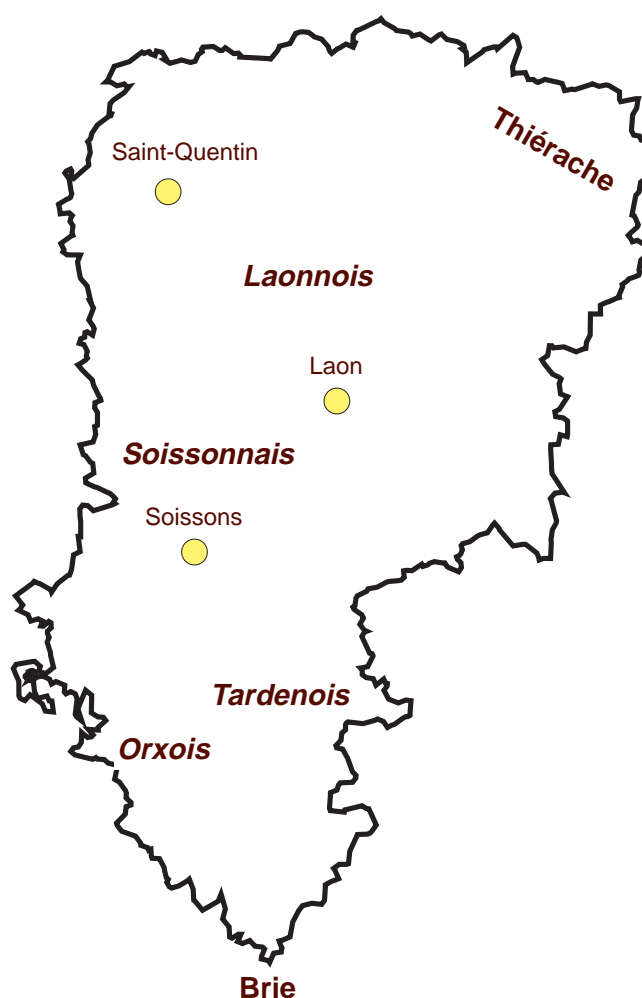 Thiérache
Saint-Quentin
Laonnois
Laon
Soissonnais
Soissons
Tardenois
Orxois
Brie